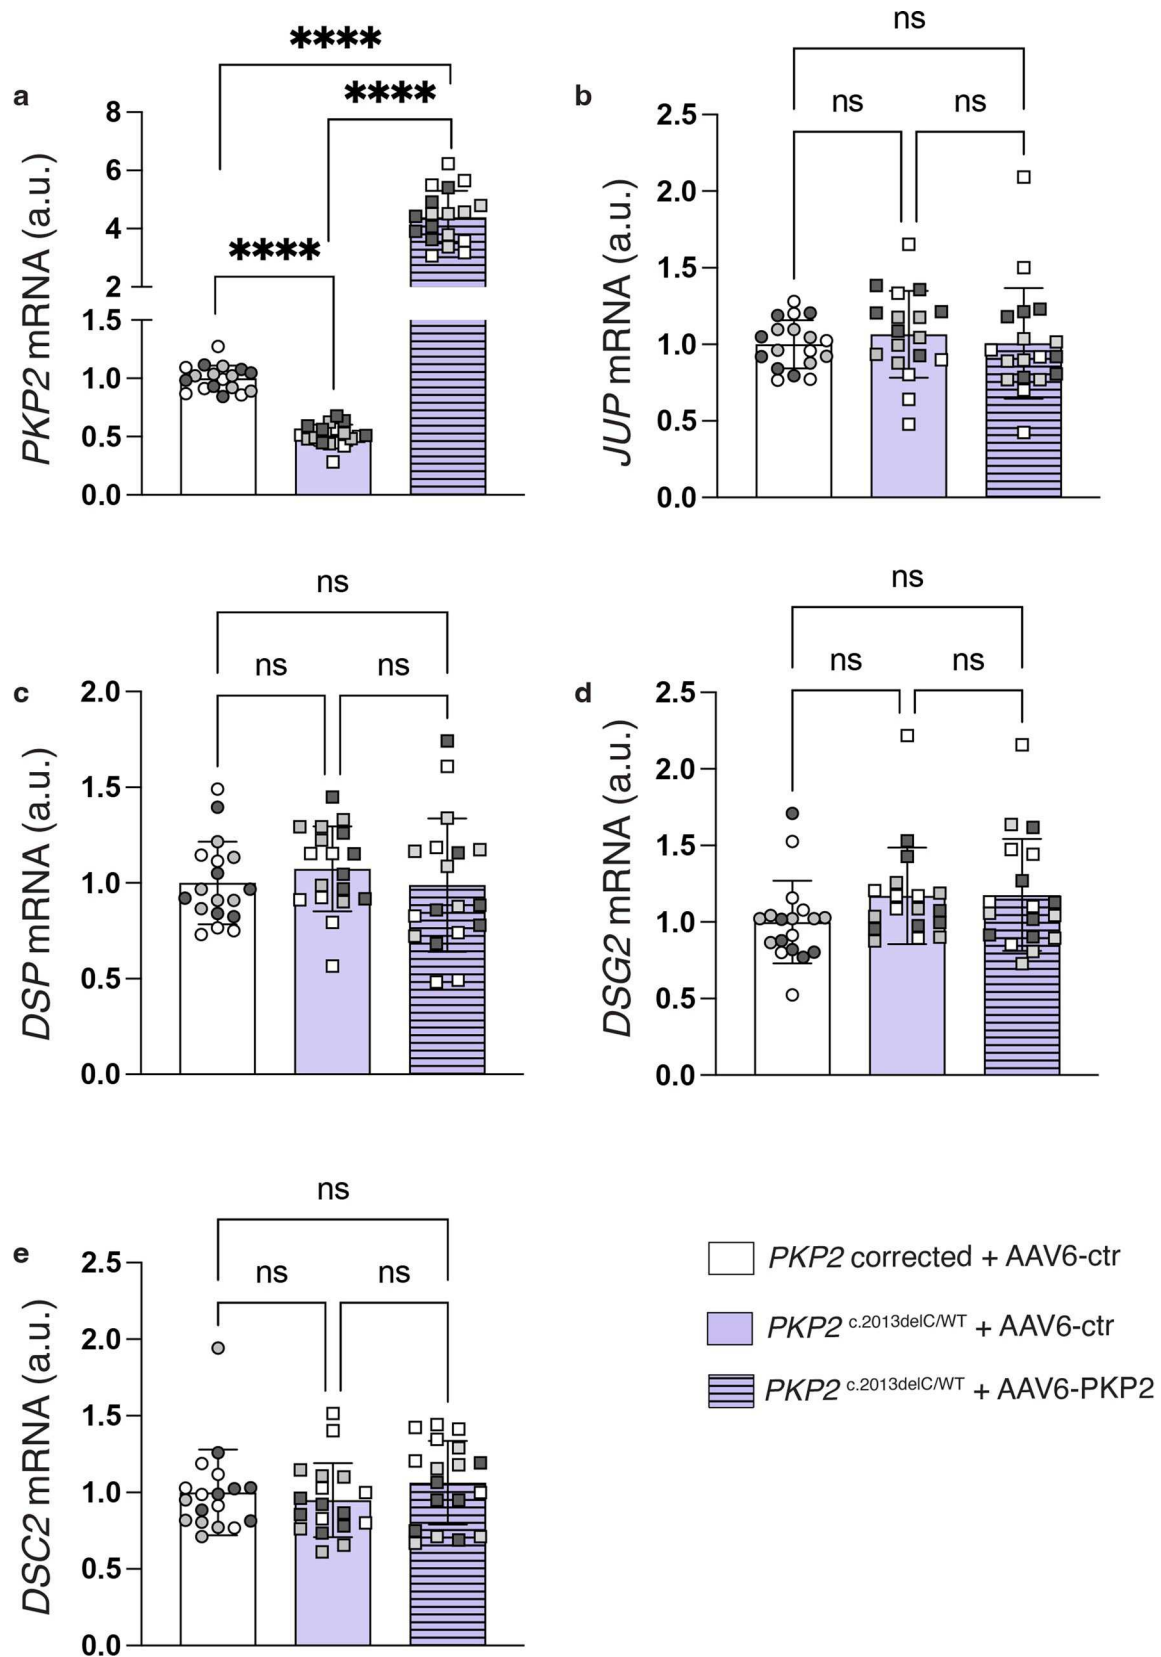 a
****
****
****
PKP2 mRNA (a.u.)
8
6
4
2
1.5
1.0
0.5
0.0
b
ns
ns
ns
JUP mRNA (a.u.)
2.5
2.0
1.5
1.0
0.5
0.0
c
ns
ns
ns
DSP mRNA (a.u.)
2.0
1.5
1.0
0.5
0.0
d
ns
ns
ns
DSG2 mRNA (a.u.)
2.5
2.0
1.5
1.0
0.5
0.0
e
ns
ns
ns
DSC2 mRNA (a.u.)
2.5
2.0
1.5
1.0
0.5
0.0
PKP2 corrected + AAV6-ctr
PKP2 c.2013delC/WT + AAV6-ctr
PKP2 c.2013delC/WT + AAV6-PKP2